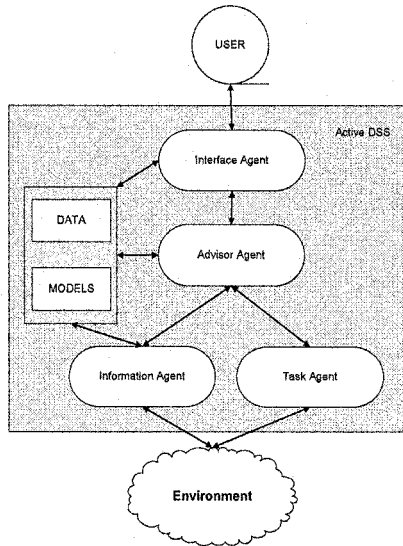 USER
Active DSS
Interface Agent
DATA
Advisor Agent
MODELS
Information Agent
Task Agent
Environment